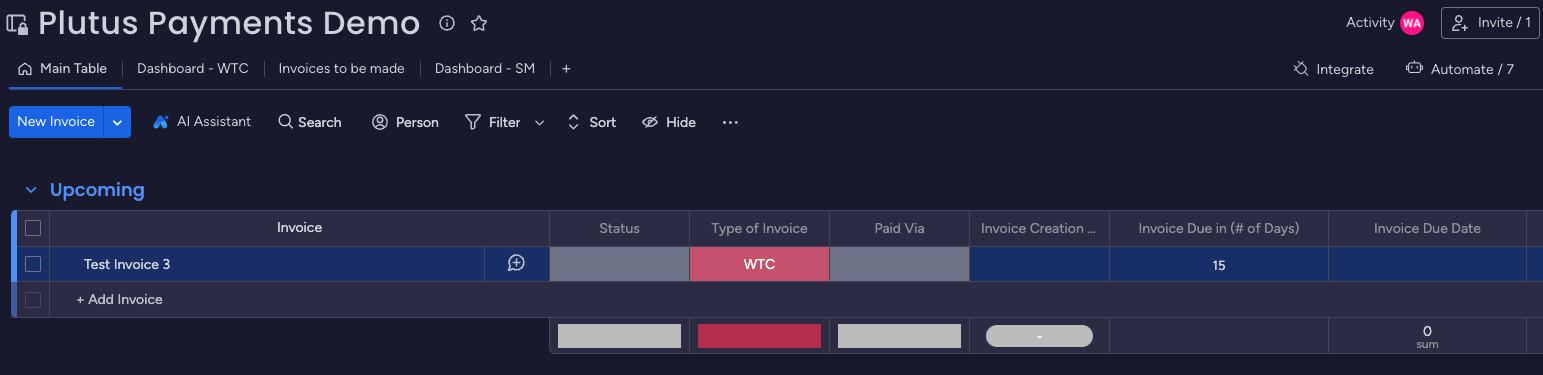 Plutus Payments Demo
Activity WA Invite / 1
Main Table Dashboard - WTC Invoices to be made Dashboard - SM + Integrate Automate / 7
New Invoice AI Assistant Search Person Filter Sort Hide ...
Upcoming
Invoice Status Type of Invoice Paid Via Invoice Creation ... Invoice Due in (# of Days) Invoice Due Date
Test Invoice 3 WTC 15
+ Add Invoice
- 0
sum